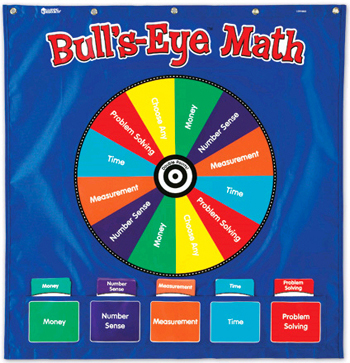 Bull's-Eye Math
Choose Any
Money
Number Sense
Measurement
Time
Problem Solving
Choose Any
Money
Number Sense
Measurement
Time
Problem Solving
Money
Number
Sense
Measurement
Time
Problem
Solving
Money
Number
Sense
Measurement
Time
Problem
Solving